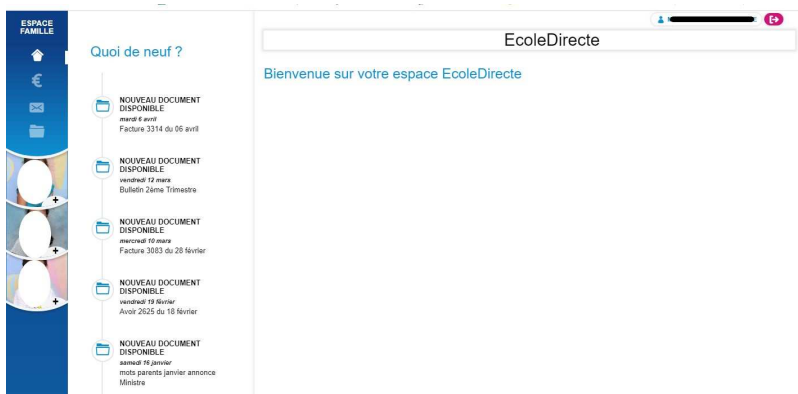 ESPACE
FAMILLE
EcoleDirecte
Quoi de neuf ?
Bienvenue sur votre espace EcoleDirecte
NOUVEAU DOCUMENT
DISPONIBLE
mardi 6 avril
Facture 3314 du 06 avril
NOUVEAU DOCUMENT
DISPONIBLE
vendredi 12 mars
Bulletin 2ème Trimestre
NOUVEAU DOCUMENT
DISPONIBLE
mercredi 10 mars
Facture 3083 du 28 février
NOUVEAU DOCUMENT
DISPONIBLE
vendredi 19 février
Avoir 2625 du 18 février
NOUVEAU DOCUMENT
DISPONIBLE
samedi 16 janvier
mots parents janvier annonce
Ministre